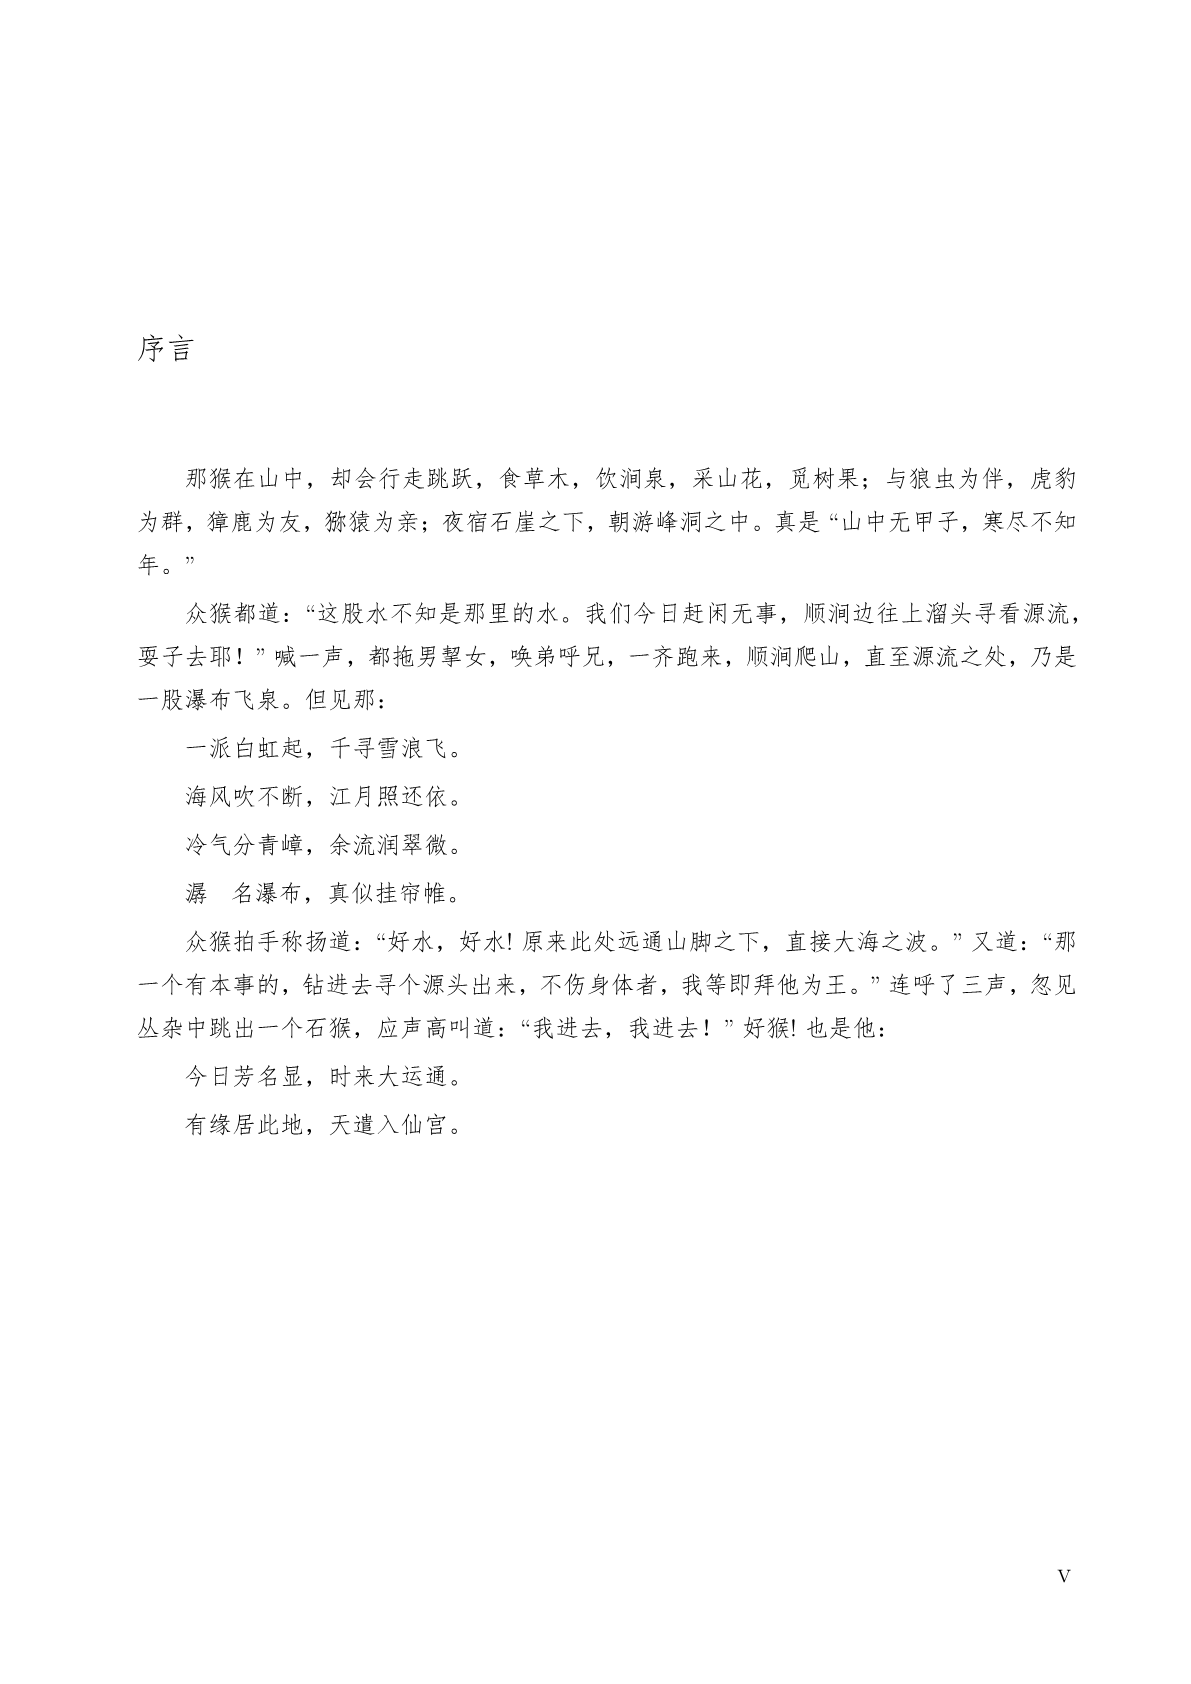 序言
那猴在山中，却会行走跳跃，食草木，饮涧泉，采山花，觅树果；与狼虫为伴，虎豹
为群，獐鹿为友，猕猿为亲；夜宿石崖之下，朝游峰洞之中。真是“山中无甲子，寒尽不知
年。”
众猴都道：“这股水不知是那里的水。我们今日赶闲无事，顺涧边往上溜头寻看源流，
耍子去耶！”喊一声，都拖男挈女，唤弟呼兄，一齐跑来，顺涧爬山，直至源流之处，乃是
一股瀑布飞泉。但见那：
一派白虹起，千寻雪浪飞。
海风吹不断，江月照还依。
冷气分青嶂，余流润翠微。
潺 名瀑布，真似挂帘帷。
众猴拍手称扬道：“好水，好水! 原来此处远通山脚之下，直接大海之波。”又道：“那
一个有本事的，钻进去寻个源头出来，不伤身体者，我等即拜他为王。”连呼了三声，忽见
丛杂中跳出一个石猴，应声高叫道：“我进去，我进去！”好猴! 也是他：
今日芳名显，时来大运通。
有缘居此地，天遣入仙宫。
V